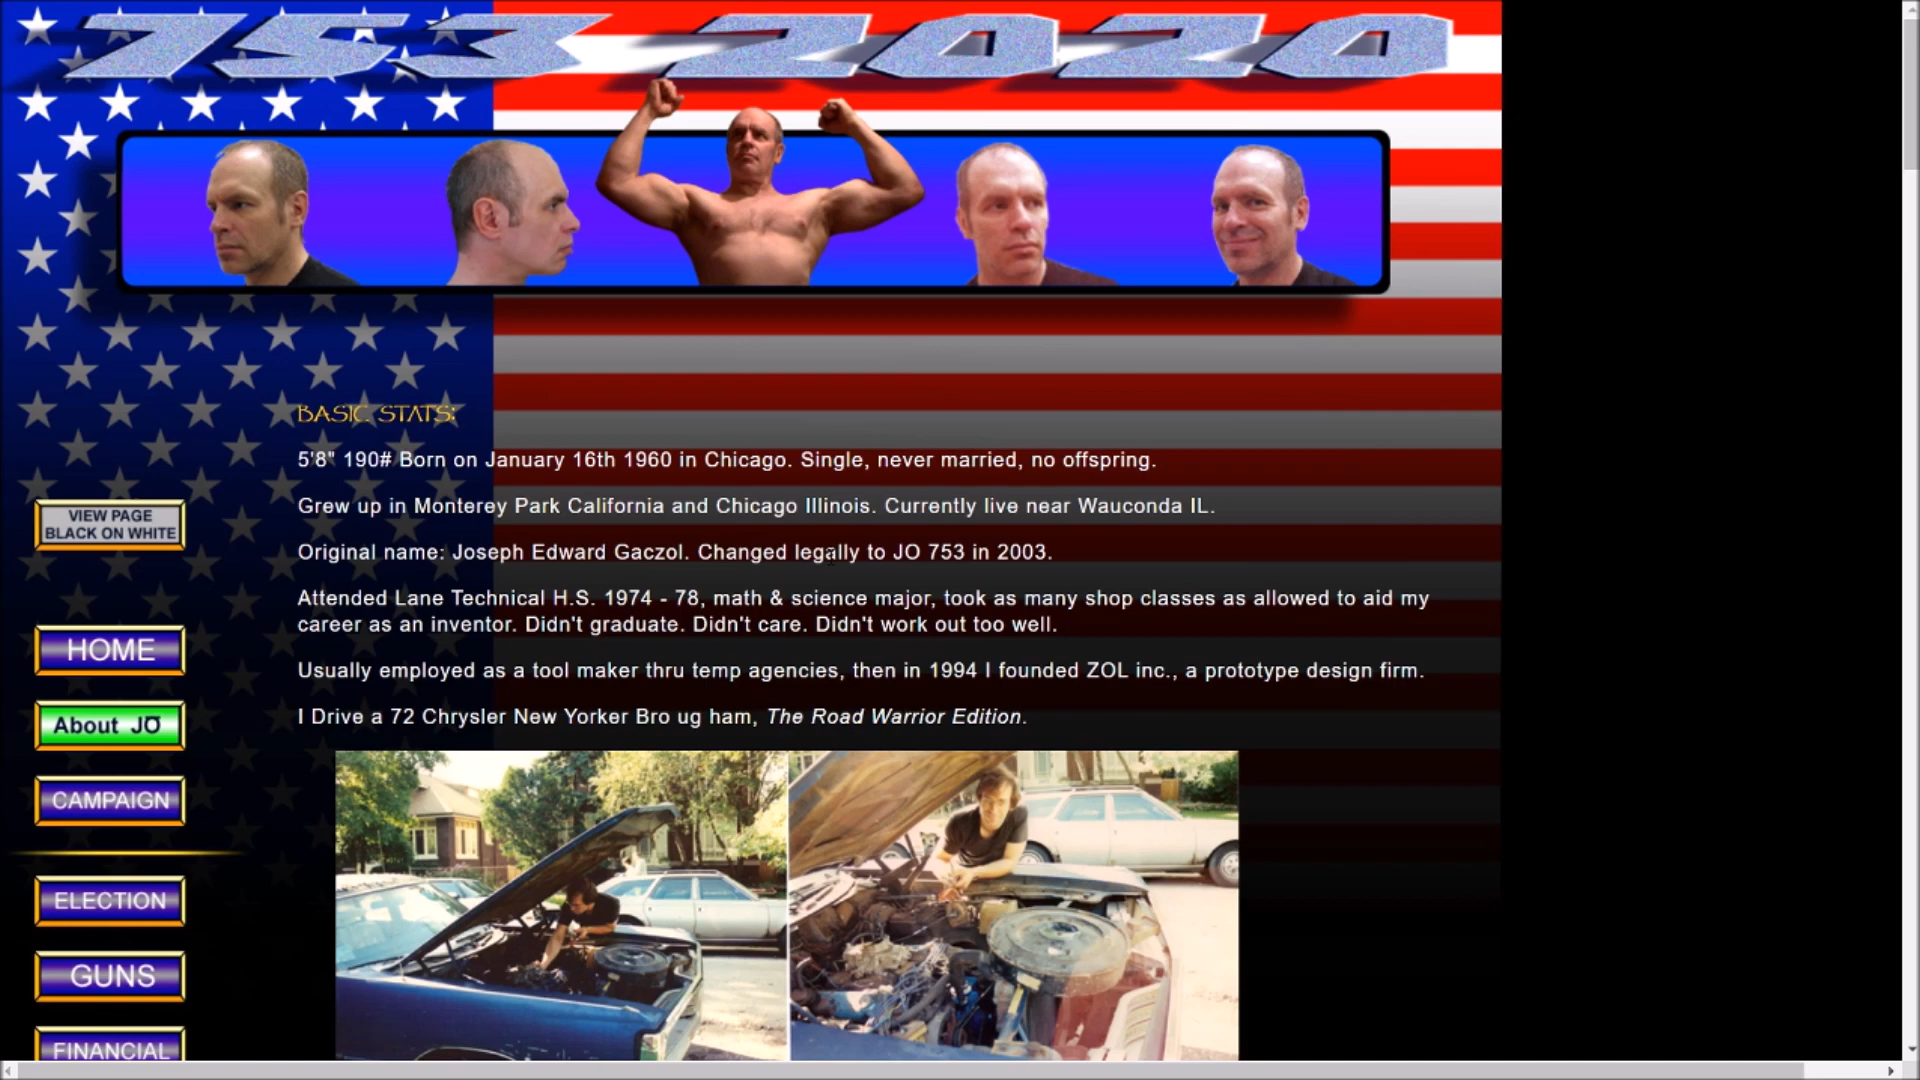 753 2020
BASIC STATS:
5'8" 190# Born on January 16th 1960 in Chicago. Single, never married, no offspring.
Grew up in Monterey Park California and Chicago Illinois. Currently live near Wauconda IL.
Original name: Joseph Edward Gaczol. Changed legally to JO 753 in 2003.
Attended Lane Technical H.S. 1974 - 78, math & science major, took as many shop classes as allowed to aid my
career as an inventor. Didn't graduate. Didn't care. Didn't work out too well.
Usually employed as a tool maker thru temp agencies, then in 1994 I founded ZOL inc., a prototype design firm.
I Drive a 72 Chrysler New Yorker Bro ug ham, The Road Warrior Edition.
VIEW PAGE
BLACK ON WHITE
HOME
About JO
CAMPAIGN
ELECTION
GUNS
FINANCIAL